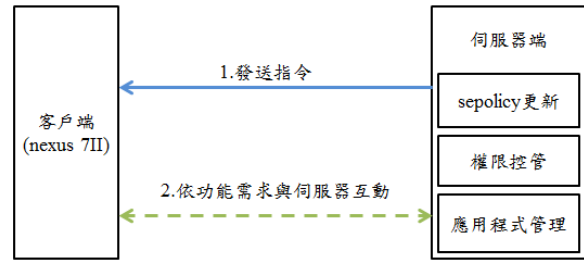 伺服器端
1.發送指令
sepolicy更新
客戶端
(nexus 7II)
權限控管
2.依功能需求與伺服器互動
應用程式管理